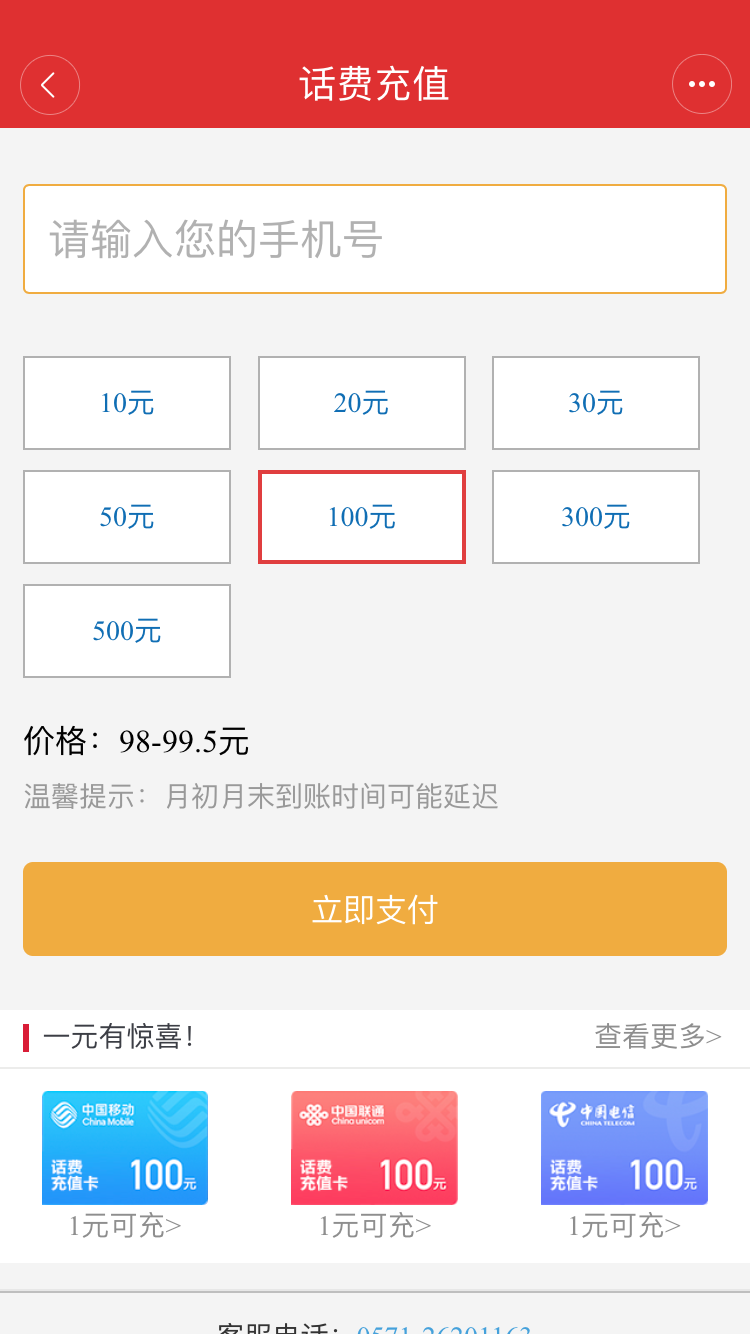 话费充值
请输入您的手机号
10元 20元 30元
50元 100元 300元
500元
价格：98-99.5元
温馨提示：月初月末到账时间可能延迟
立即支付
一元有惊喜！ 查看更多>
中国移动 China Mobile
话费充值卡 100元
中国联通 China unicom
话费充值卡 100元
中国电信 CHINA TELECOM
话费充值卡 100元
1元可充> 1元可充> 1元可充>
客服电话：0571-26201163